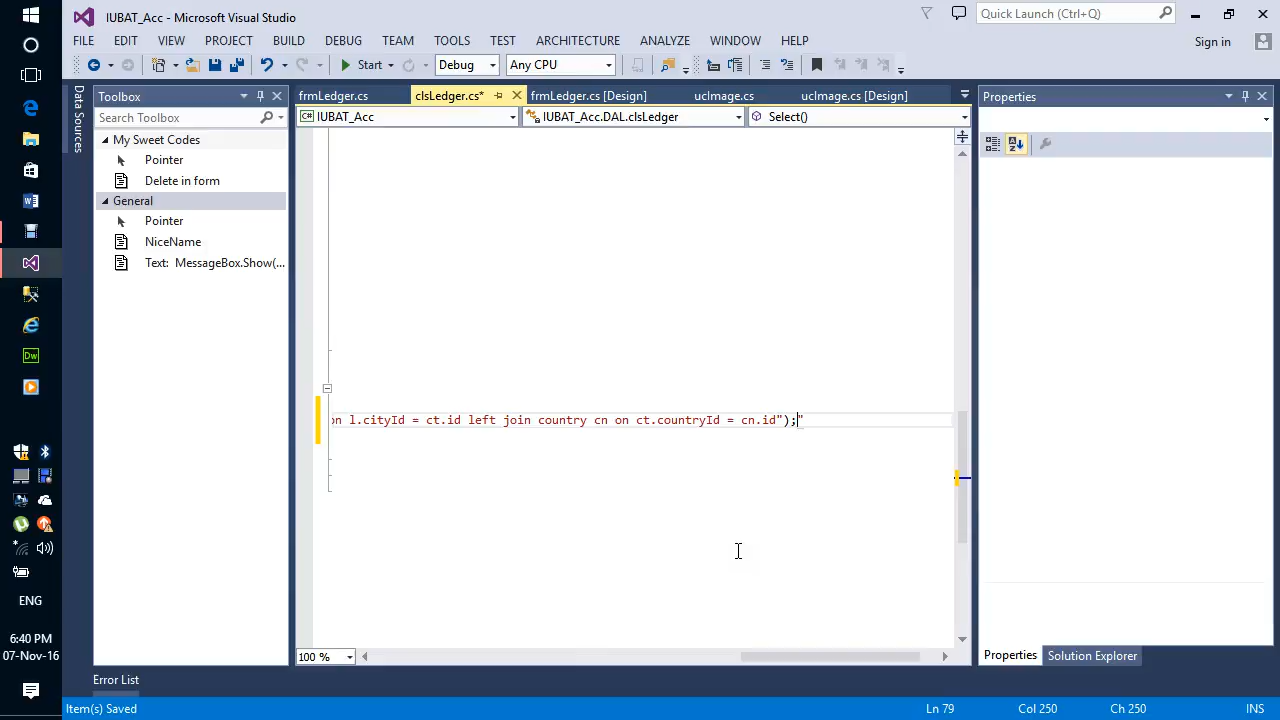 IUBAT_Acc - Microsoft Visual Studio
Quick Launch (Ctrl+Q)
FILE EDIT VIEW PROJECT BUILD DEBUG TEAM TOOLS TEST ARCHITECTURE ANALYZE WINDOW HELP
Sign in
Start Debug Any CPU
Data Sources
Toolbox
frmLedger.cs clsLedger.cs* frmLedger.cs [Design] ucImage.cs ucImage.cs [Design]
Properties
Search Toolbox
C# IUBAT_Acc IUBAT_Acc.DAL.clsLedger Select()
My Sweet Codes
Pointer
Delete in form
General
Pointer
NiceName
Text: MessageBox.Show(...
on l.cityId = ct.id left join country cn on ct.countryId = cn.id");"
ENG
6:40 PM
07-Nov-16
100 %
Properties Solution Explorer
Error List
Item(s) Saved Ln 79 Col 250 Ch 250 INS